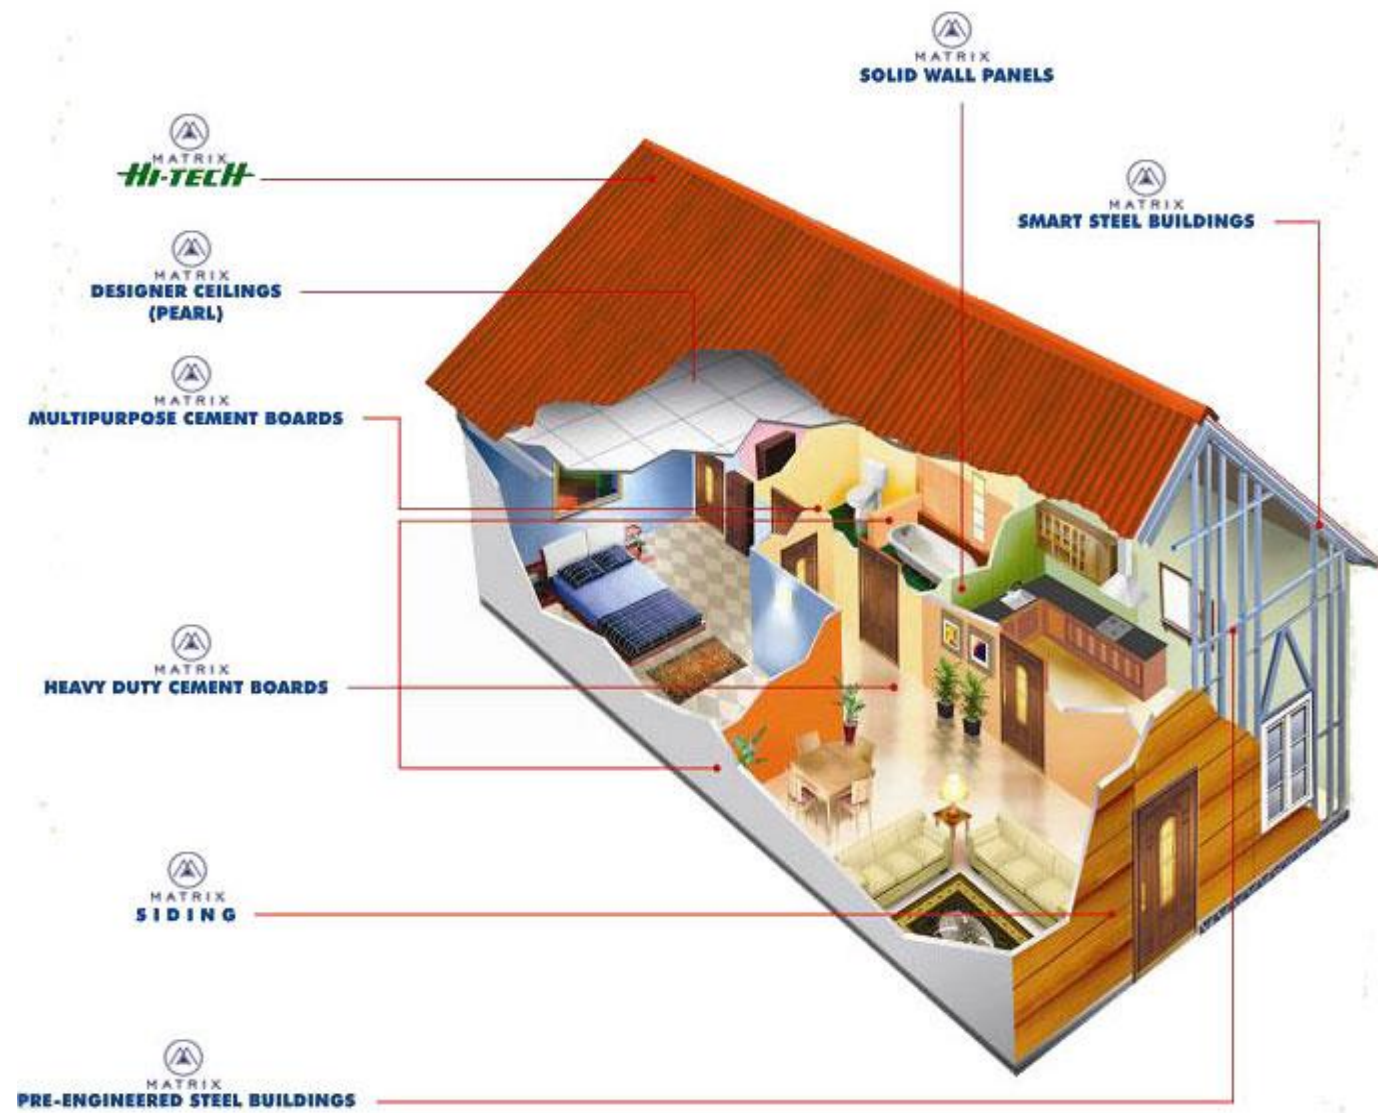 MATRIX
SOLID WALL PANELS
MATRIX
HI-TECH
MATRIX
SMART STEEL BUILDINGS
MATRIX
DESIGNER CEILINGS
(PEARL)
MATRIX
MULTIPURPOSE CEMENT BOARDS
MATRIX
HEAVY DUTY CEMENT BOARDS
MATRIX
SIDING
MATRIX
PRE-ENGINEERED STEEL BUILDINGS